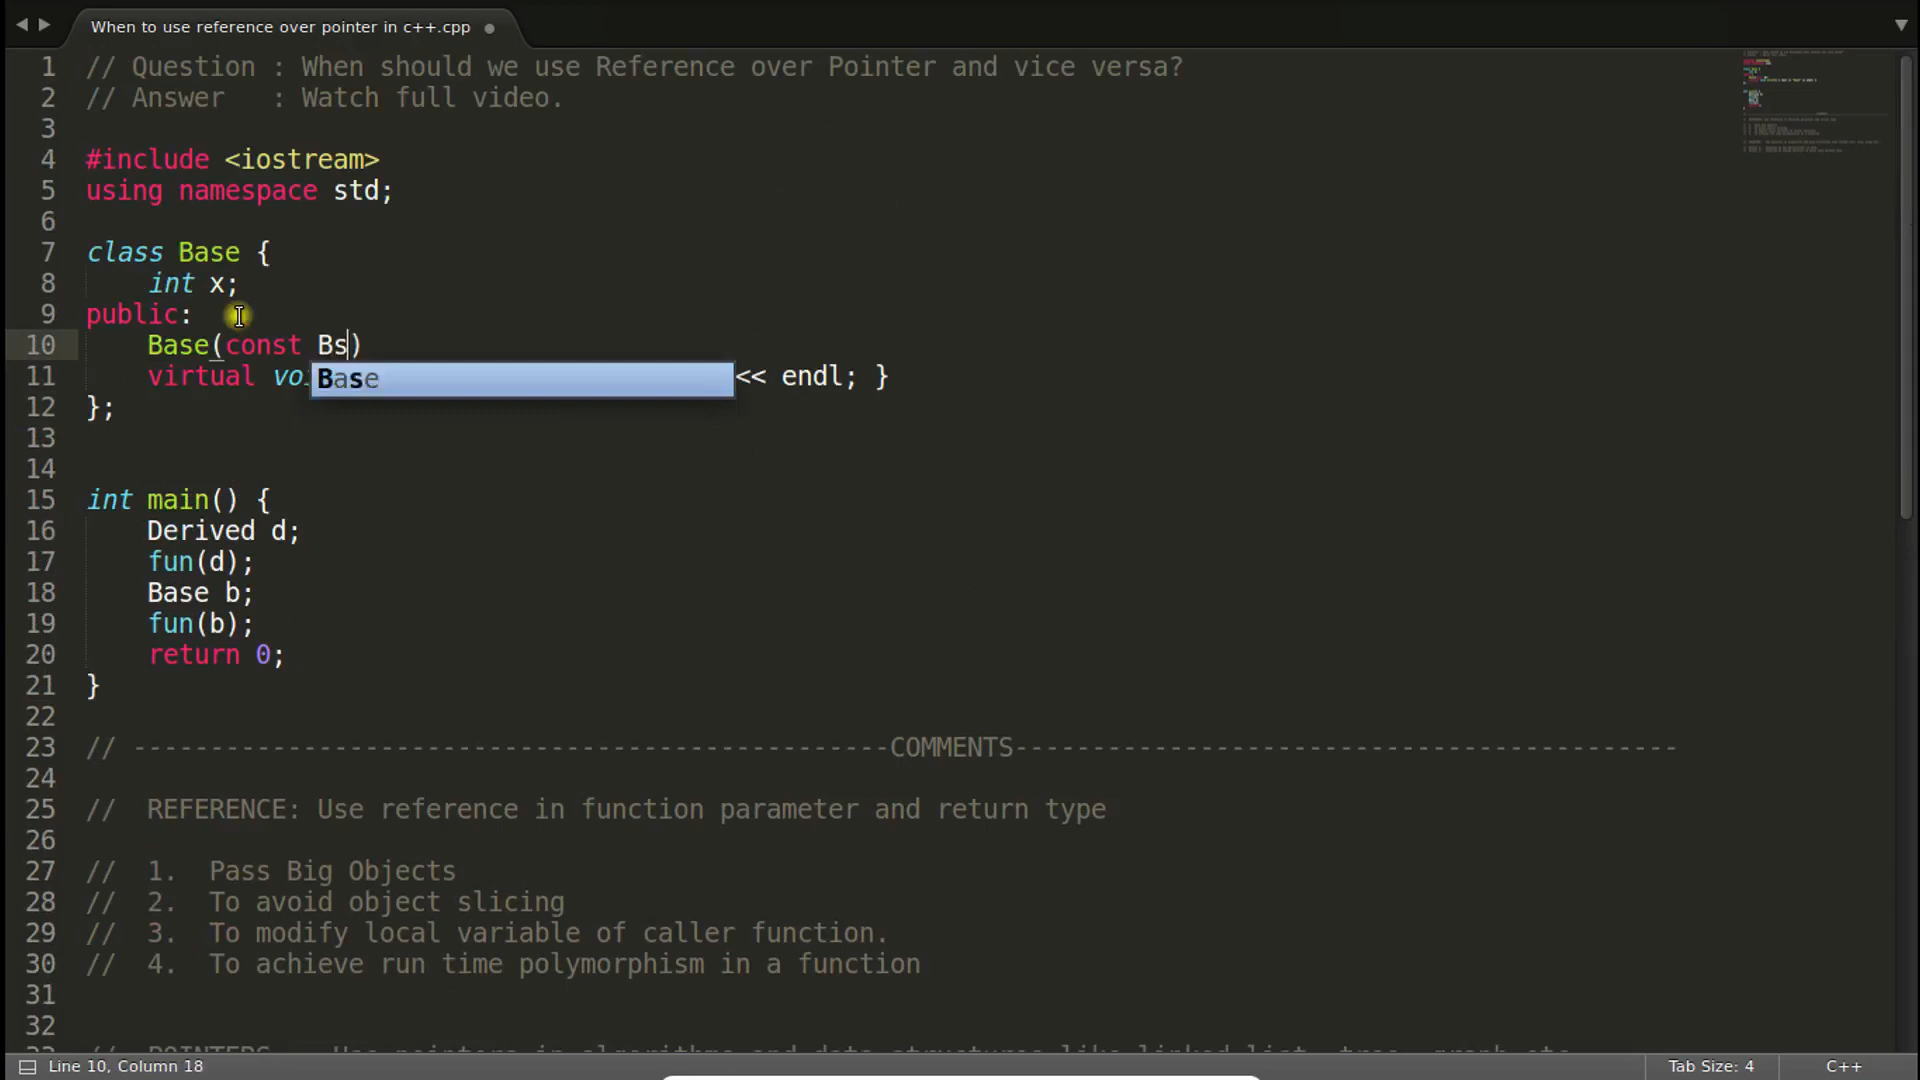 When to use reference over pointer in c++.cpp
1 // Question : When should we use Reference over Pointer and vice versa?
2 // Answer   : Watch full video.
3
4 #include <iostream>
5 using namespace std;
6
7 class Base {
8     int x;
9 public:
10     Base(const Bs)
Base
11     virtual vo << endl; }
12 };
13
14
15 int main() {
16     Derived d;
17     fun(d);
18     Base b;
19     fun(b);
20     return 0;
21 }
22
23 // -------------------------------------------------COMMENTS-------------------------------------------
24
25 //  REFERENCE: Use reference in function parameter and return type
26
27 //  1.  Pass Big Objects
28 //  2.  To avoid object slicing
29 //  3.  To modify local variable of caller function.
30 //  4.  To achieve run time polymorphism in a function
31
32
Line 10, Column 18
Tab Size: 4
C++